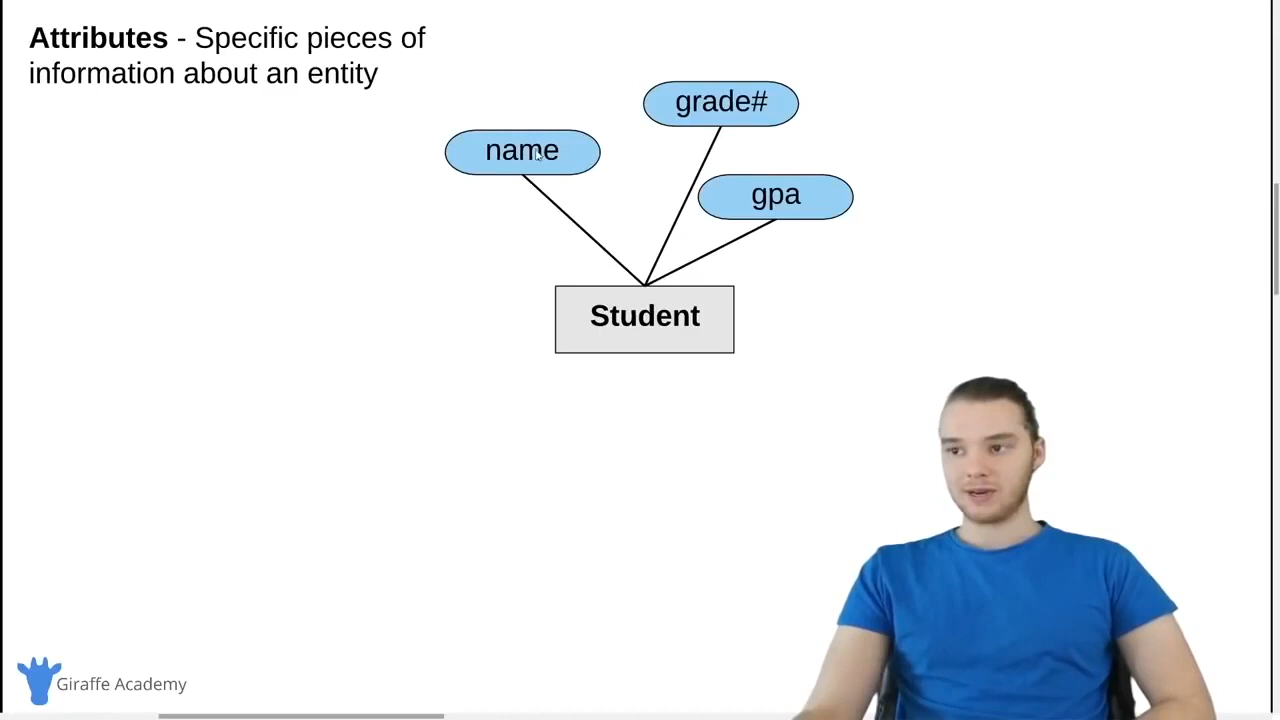 Attributes - Specific pieces of
information about an entity
grade#
name
gpa
Student
Giraffe Academy